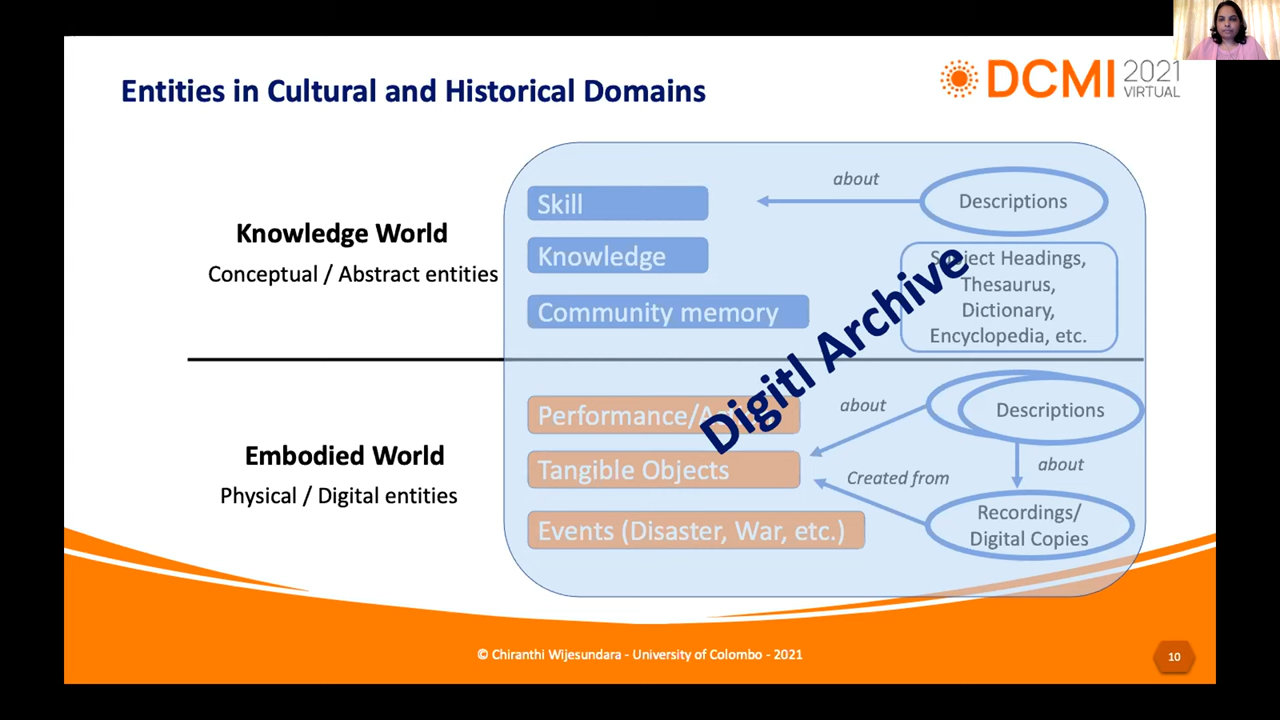 Entities in Cultural and Historical Domains
DCMI 2021
VIRTUAL
Knowledge World
Conceptual / Abstract entities
Skill
Knowledge
Community memory
about
Descriptions
Subject Headings,
Thesaurus,
Dictionary,
Encyclopedia, etc.
Digitl Archive
Embodied World
Physical / Digital entities
Tangible Objects
Events (Disaster, War, etc.)
about
Descriptions
about
Created from
Recordings/
Digital Copies
© Chiranthi Wijesundara - University of Colombo - 2021
10